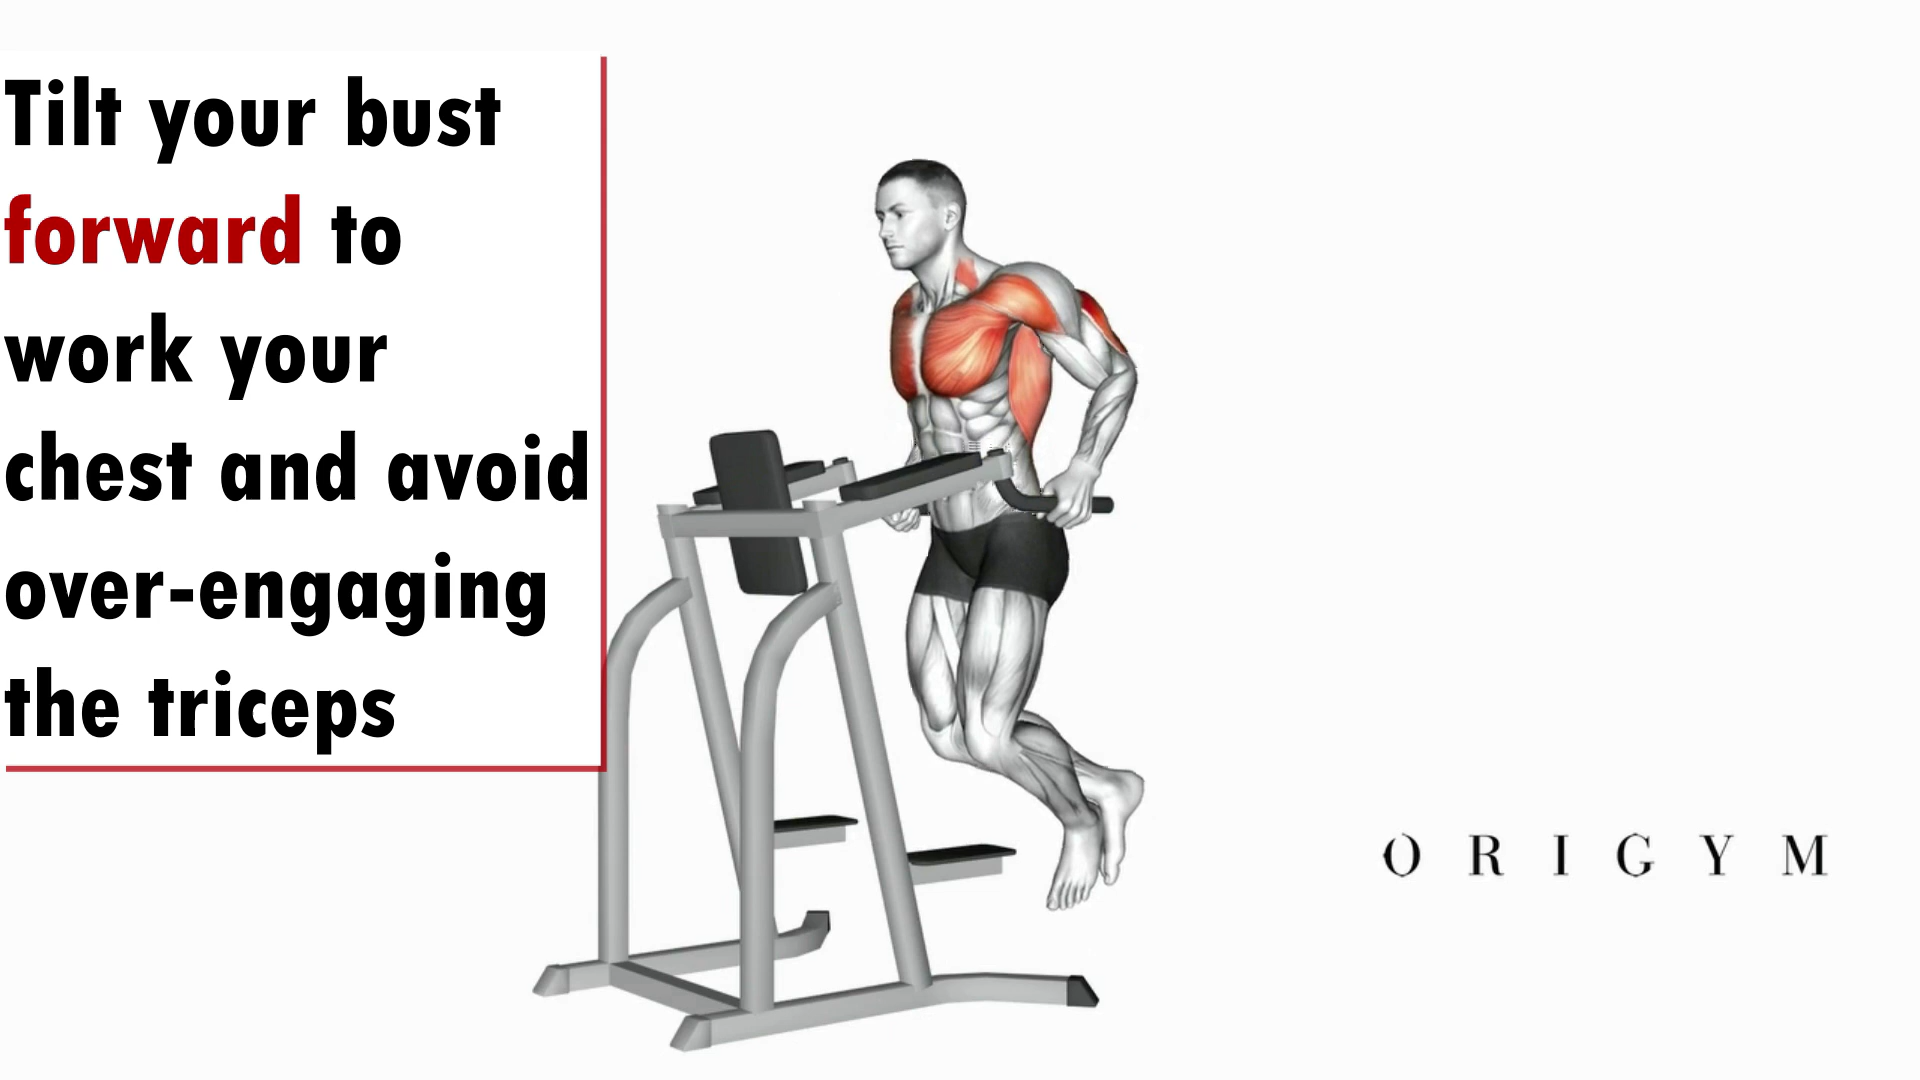 Tilt your bust
forward to
work your
chest and avoid
over-engaging
the triceps
ORIGYM